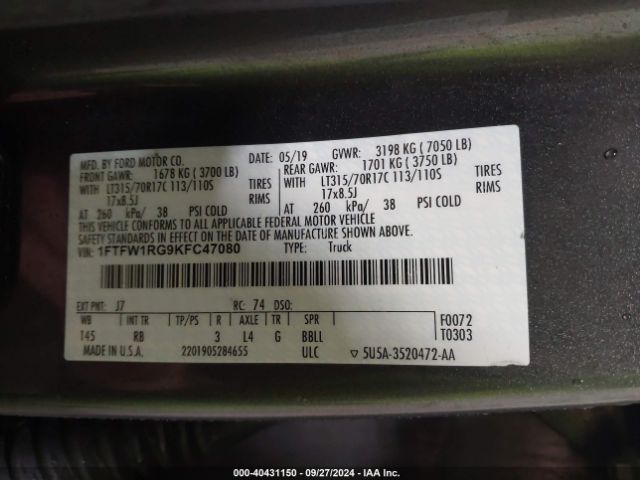 MFD. BY FORD MOTOR CO. DATE: 05/19 GVWR: 3198 KG ( 7050 LB)
FRONT GAWR: 1678 KG ( 3700 LB) REAR GAWR: 1701 KG ( 3750 LB)
WITH LT315/70R17C 113/110S TIRES WITH LT315/70R17C 113/110S TIRES
17x8.5J RIMS 17x8.5J RIMS
AT 260 kPa/ 38 PSI COLD AT 260 kPa/ 38 PSI COLD
THIS VEHICLE CONFORMS TO ALL APPLICABLE FEDERAL MOTOR VEHICLE
SAFETY STANDARDS IN EFFECT ON THE DATE OF MANUFACTURE SHOWN ABOVE.
VIN: 1FTFW1RG9KFC47080 TYPE: Truck
EXT PNT: J7 RC: 74 DSO:
WB INT TR TP/PS R AXLE TR SPR F0072
145 RB 3 L4 G BBLL T0303
MADE IN U.S.A. 2201905284655 ULC 5U5A-3520472-AA
000-40431150 - 09/27/2024 - IAA Inc.